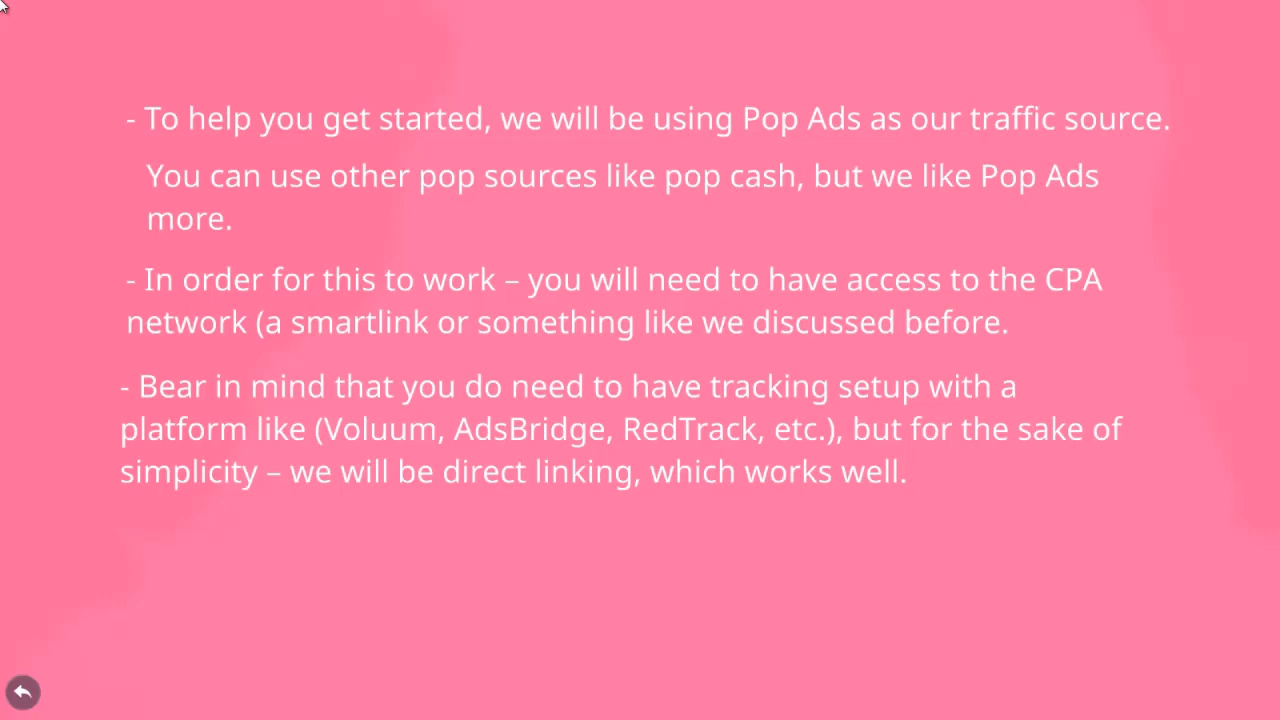 - To help you get started, we will be using Pop Ads as our traffic source.
You can use other pop sources like pop cash, but we like Pop Ads
more.
- In order for this to work – you will need to have access to the CPA
network (a smartlink or something like we discussed before.
- Bear in mind that you do need to have tracking setup with a
platform like (Voluum, AdsBridge, RedTrack, etc.), but for the sake of
simplicity – we will be direct linking, which works well.